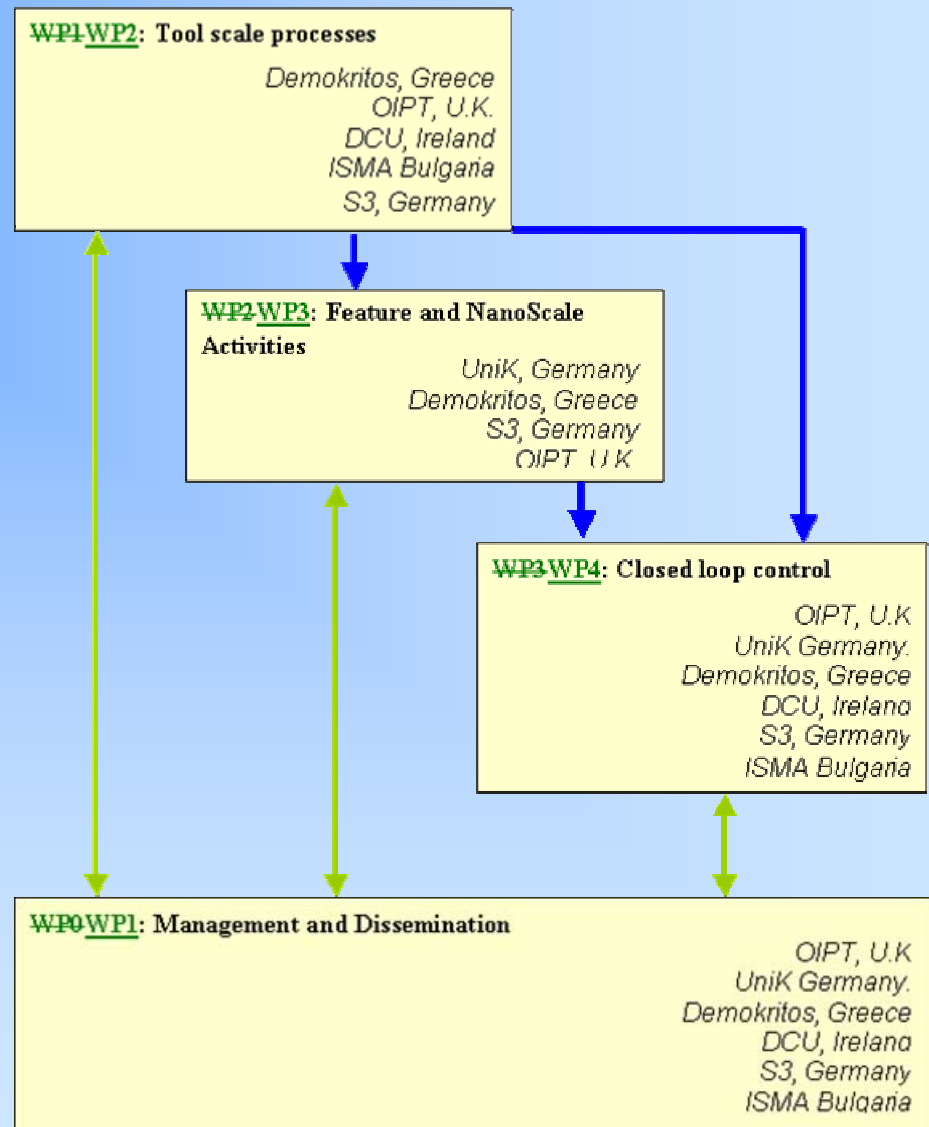 WP1WP2: Tool scale processes
Demokritos, Greece
OIPT, U.K.
DCU, Ireland
ISMA Bulgaria
S3, Germany
WP2WP3: Feature and NanoScale
Activities
UniK, Germany
Demokritos, Greece
S3, Germany
OIPT U.K
WP3WP4: Closed loop control
OIPT, U.K
UniK Germany.
Demokritos, Greece
DCU, Ireland
S3, Germany
ISMA Bulgaria
WP0WP1: Management and Dissemination
OIPT, U.K
UniK Germany.
Demokritos, Greece
DCU, Ireland
S3, Germany
ISMA Bulgaria